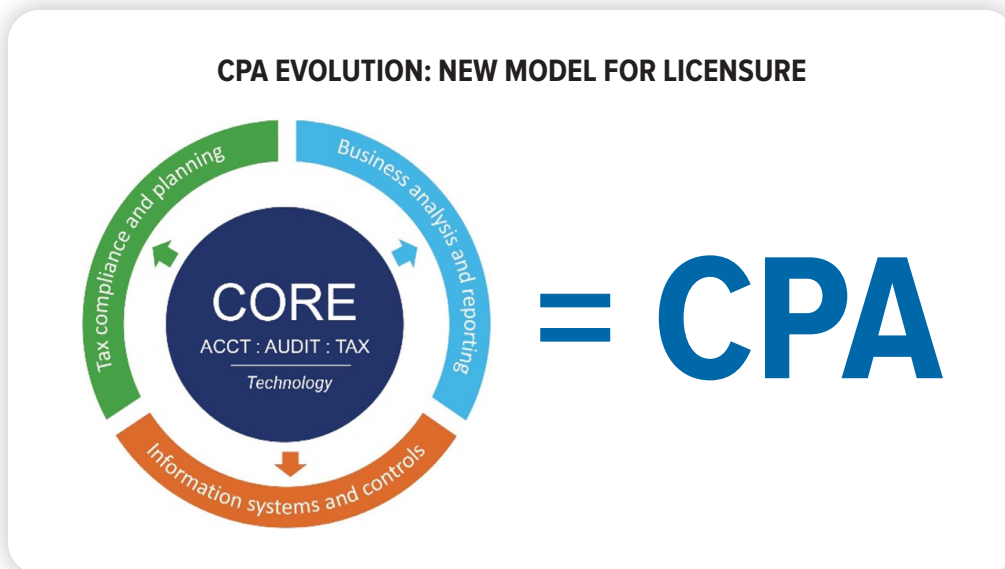 CPA EVOLUTION: NEW MODEL FOR LICENSURE
Tax compliance and planning
Business analysis and reporting
CORE
ACCT : AUDIT : TAX
Technology
Information systems and controls
= CPA